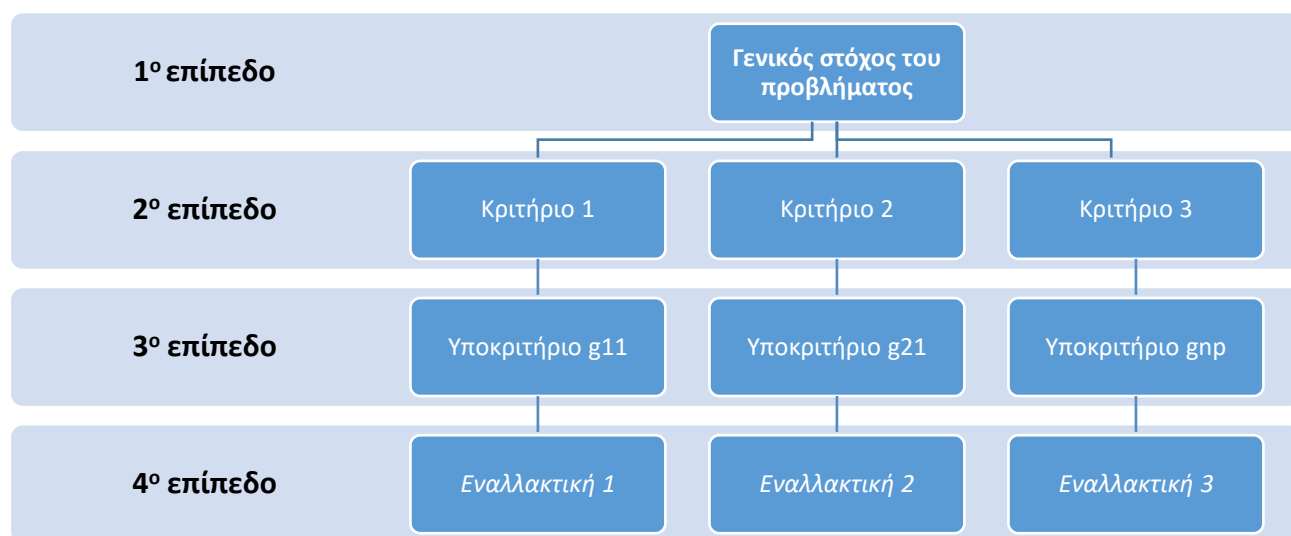 1ο επίπεδο
Γενικός στόχος του
προβλήματος
2ο επίπεδο
Κριτήριο 1
Κριτήριο 2
Κριτήριο 3
3ο επίπεδο
Υποκριτήριο g11
Υποκριτήριο g21
Υποκριτήριο gnp
4ο επίπεδο
Εναλλακτική 1
Εναλλακτική 2
Εναλλακτική 3